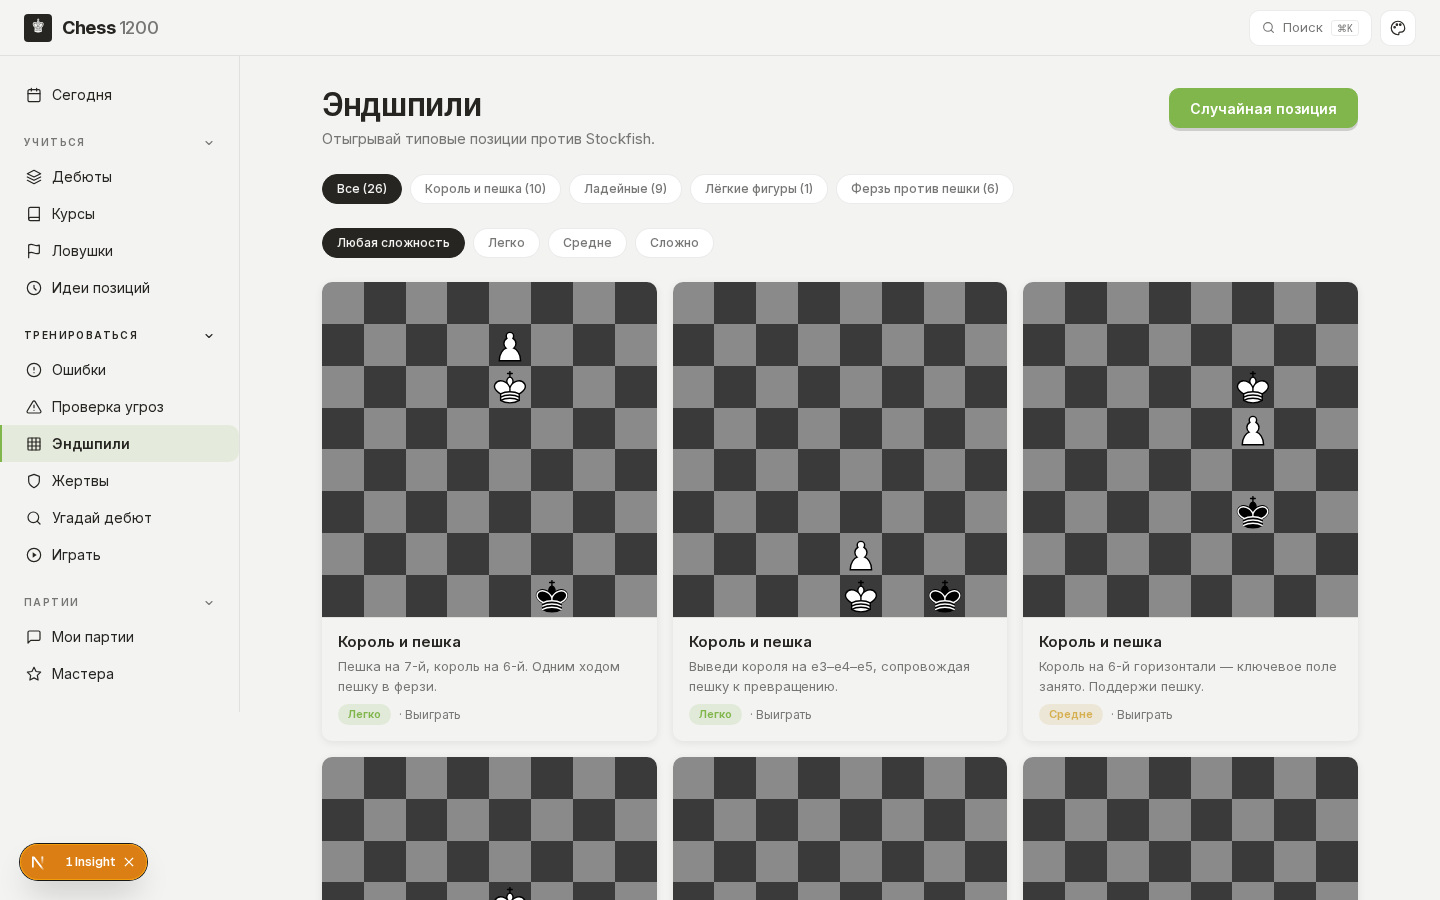 Chess 1200
Поиск ⌘K
Сегодня
УЧИТЬСЯ
Дебюты
Курсы
Ловушки
Идеи позиций
ТРЕНИРОВАТЬСЯ
Ошибки
Проверка угроз
Эндшпили
Жертвы
Угадай дебют
Играть
ПАРТИИ
Мои партии
Мастера
1 Insight
Эндшпили
Отыгрывай типовые позиции против Stockfish.
Случайная позиция
Все (26) Король и пешка (10) Ладейные (9) Лёгкие фигуры (1) Ферзь против пешки (6)
Любая сложность Легко Средне Сложно
Король и пешка
Пешка на 7-й, король на 6-й. Одним ходом
пешку в ферзи.
Легко · Выиграть
Король и пешка
Выведи короля на e3–e4–e5, сопровождая
пешку к превращению.
Легко · Выиграть
Король и пешка
Король на 6-й горизонтали — ключевое поле
занято. Поддержи пешку.
Средне · Выиграть